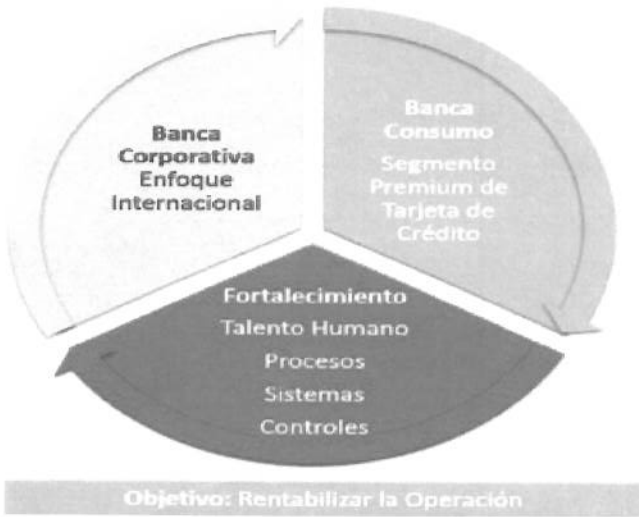 Banca
Corporativa
Enfoque
Internacional
Banca
Consumo
Segmento
Premium de
Tarjeta de
Crédito
Fortalecimiento
Talento Humano
Procesos
Sistemas
Controles
Objetivo: Rentabilizar la Operación